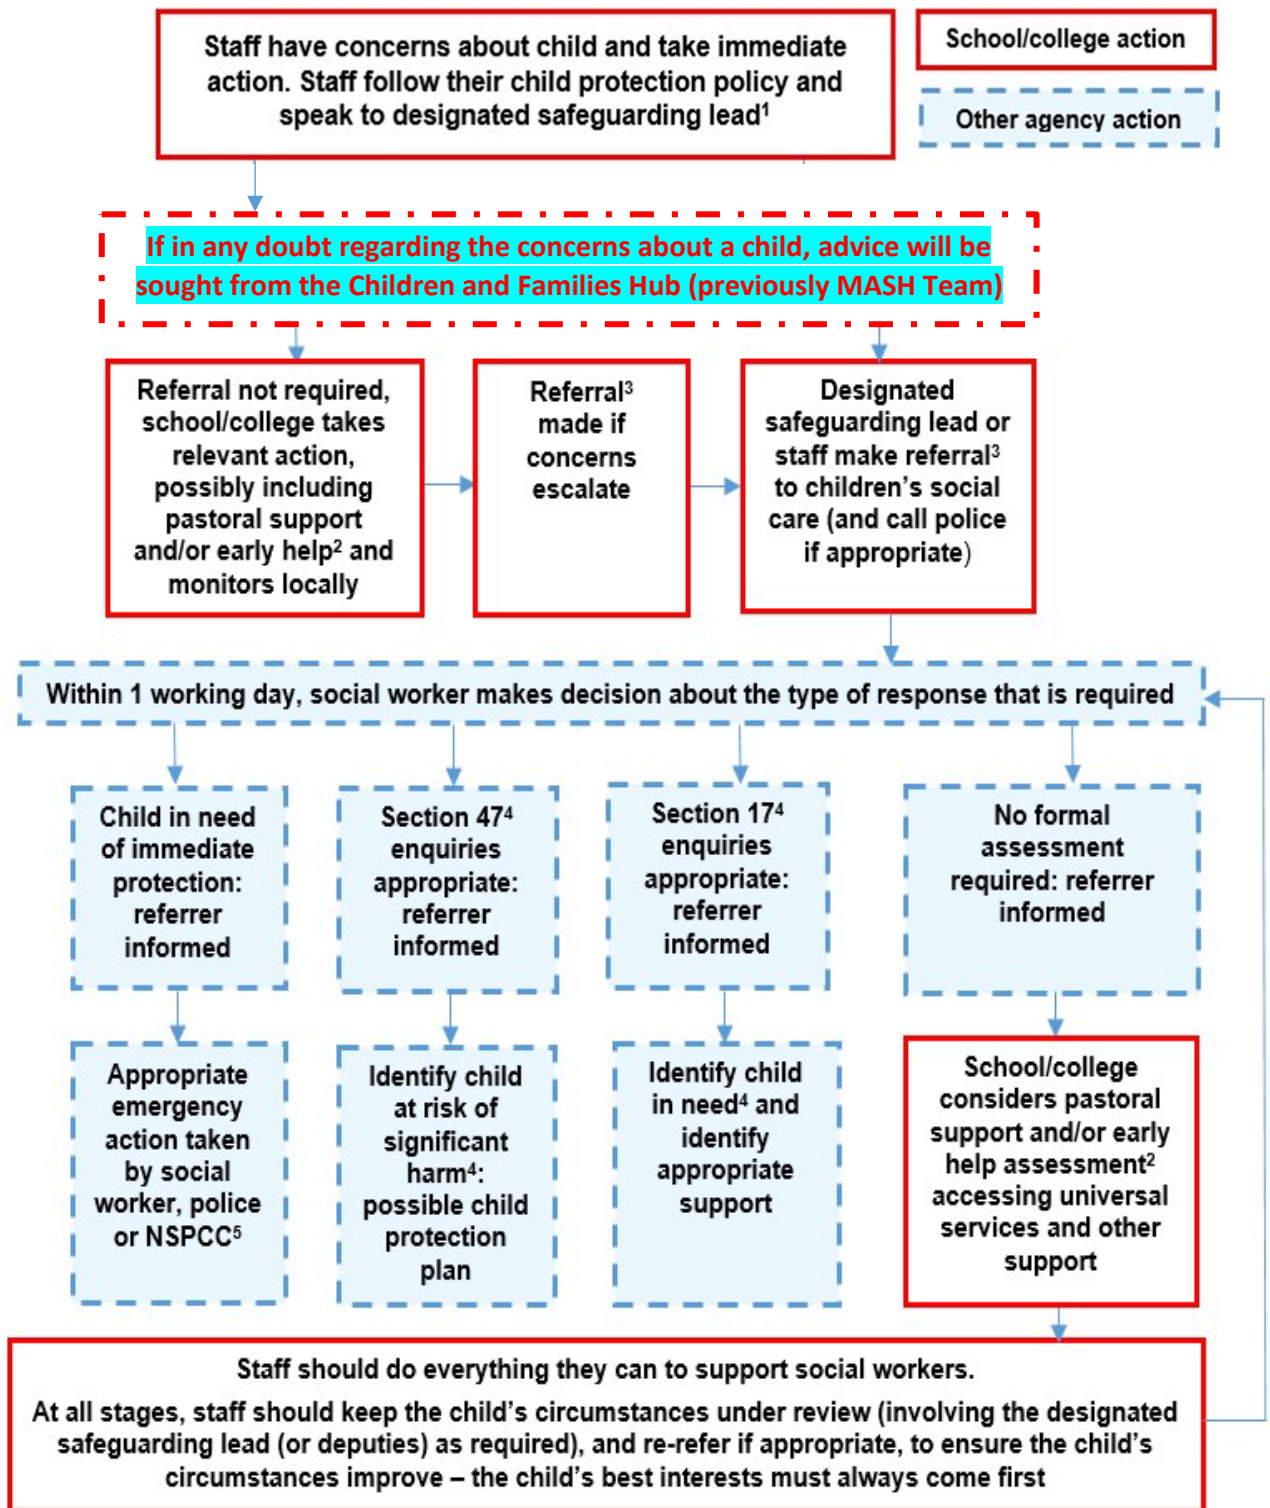 Staff have concerns about child and take immediate
action. Staff follow their child protection policy and
speak to designated safeguarding lead¹
School/college action
Other agency action
If in any doubt regarding the concerns about a child, advice will be
sought from the Children and Families Hub (previously MASH Team)
Referral not required,
school/college takes
relevant action,
possibly including
pastoral support
and/or early help² and
monitors locally
Referral³
made if
concerns
escalate
Designated
safeguarding lead or
staff make referral³
to children's social
care (and call police
if appropriate)
Within 1 working day, social worker makes decision about the type of response that is required
Child in need
of immediate
protection:
referrer
informed
Section 47⁴
enquiries
appropriate:
referrer
informed
Section 17⁴
enquiries
appropriate:
referrer
informed
No formal
assessment
required: referrer
informed
Appropriate
emergency
action taken
by social
worker, police
or NSPCC⁵
Identify child
at risk of
significant
harm⁴:
possible child
protection
plan
Identify child
in need⁴ and
identify
appropriate
support
School/college
considers pastoral
support and/or early
help assessment²
accessing universal
services and other
support
Staff should do everything they can to support social workers.
At all stages, staff should keep the child's circumstances under review (involving the designated
safeguarding lead (or deputies) as required), and re-refer if appropriate, to ensure the child's
circumstances improve – the child's best interests must always come first